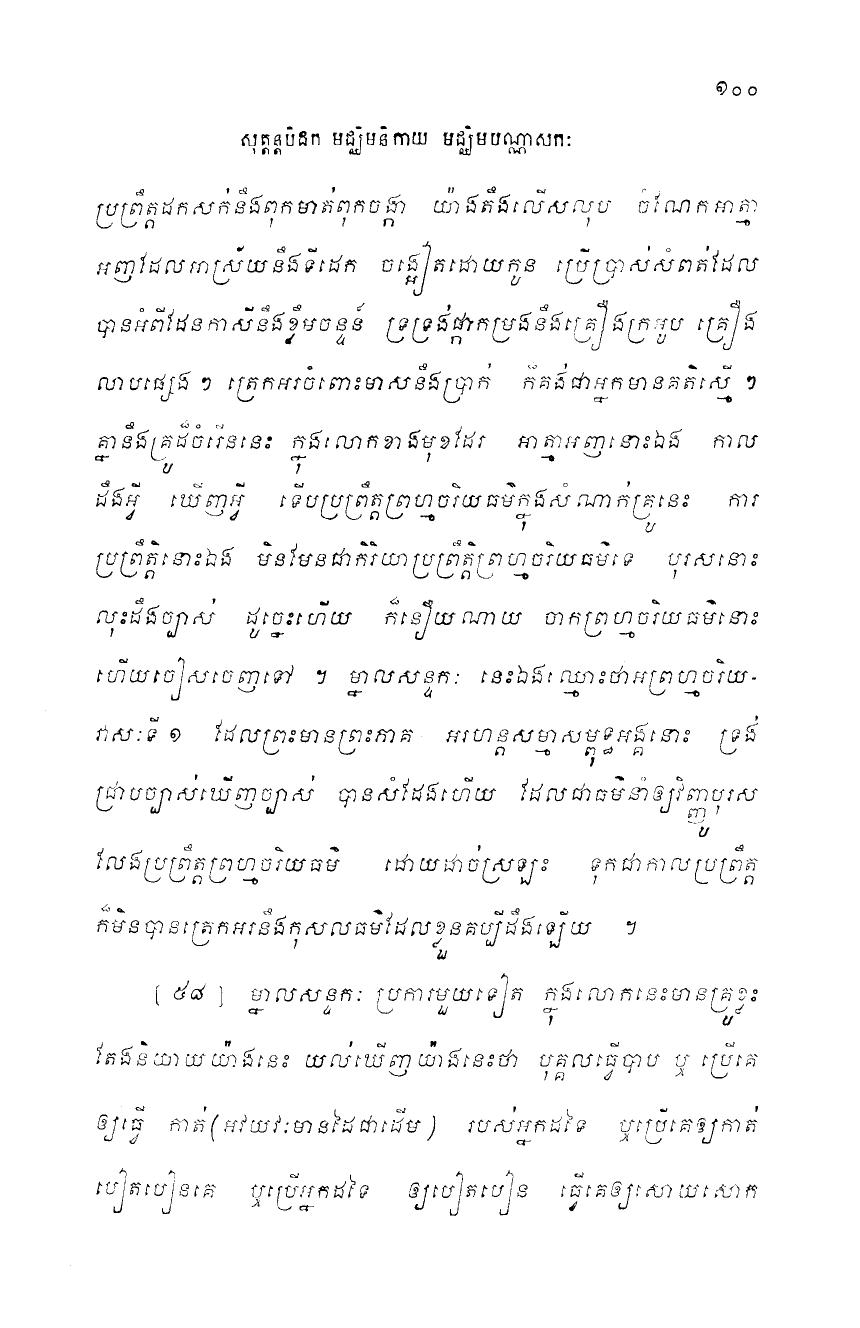 ១០០
សុត្តន្តបិដក មជ្ឈិមនិកាយ មជ្ឈិមបណ្ណាសកៈ
ប្រព្រឹត្តដកសក់នឹងពុកមាត់ពុកចង្កា យ៉ាងតឹងលើសលុប ចំណែកអាត្មា
អញដែលអាស្រ័យនឹងទីដេក ចង្អៀតដោយកូន ប្រើប្រាស់សំពត់ដែល
បានអំពីដែនកាសីនឹងខ្លឹមចន្ទន៍ ទ្រទ្រង់ផ្កាកម្រងនឹងគ្រឿងក្រអូប គ្រឿង
លាបផ្សេង ៗ ត្រេកអរចំពោះមាសនឹងប្រាក់ ក៏គង់ជាអ្នកមានគតិស្មើ ៗ
គ្នានឹងគ្រូដ៏ចំរើននេះ ក្នុងលោកខាងមុខដែរ អាត្មាអញនោះឯង កាល
ដឹងអ្វី ឃើញអ្វី ទើបប្រព្រឹត្តព្រហ្មចរិយធម៌ក្នុងសំណាក់គ្រូនេះ ការ
ប្រព្រឹត្តិនោះឯង មិនមែនជាកិរិយាប្រព្រឹត្តិព្រហ្មចរិយធម៌ទេ បុរសនោះ
លុះដឹងច្បាស់ ដូច្នេះហើយ ក៏នឿយណាយ ចាកព្រហ្មចរិយធម៌នោះ
ហើយចៀសចេញទៅ ។ ម្នាលសន្ទកៈ នេះឯងឈ្មោះថាអព្រហ្មចរិយ-
វាសៈទី ១ ដែលព្រះមានព្រះភាគ អរហន្តសម្មាសម្ពុទ្ធអង្គនោះ ទ្រង់
ជ្រាបច្បាស់ឃើញច្បាស់ បានសំដែងហើយ ដែលជាធម៌នាំឲ្យវិញ្ញូបុរស
លែងប្រព្រឹត្តព្រហ្មចរិយធម៌ ដោយដាច់ស្រឡះ ទុកជាកាលប្រព្រឹត្ត
ក៏មិនបានត្រេកអរនឹងកុសលធម៌ដែលខ្លួនគប្បីដឹងឡើយ ។
[ ៥៨ ] ម្នាលសន្ទកៈ ប្រការមួយទៀត ក្នុងលោកនេះមានគ្រូខ្លះ
តែងនិយាយយ៉ាងនេះ យល់ឃើញយ៉ាងនេះថា បុគ្គលធ្វើបាប ឬ ប្រើគេ
ឲ្យធ្វើ កាត់(អវយវៈមានដៃជាដើម) របស់អ្នកដទៃ ឬប្រើគេឲ្យកាត់
បៀតបៀនគេ ឬប្រើអ្នកដទៃ ឲ្យបៀតបៀន ធ្វើគេឲ្យសោយសោក